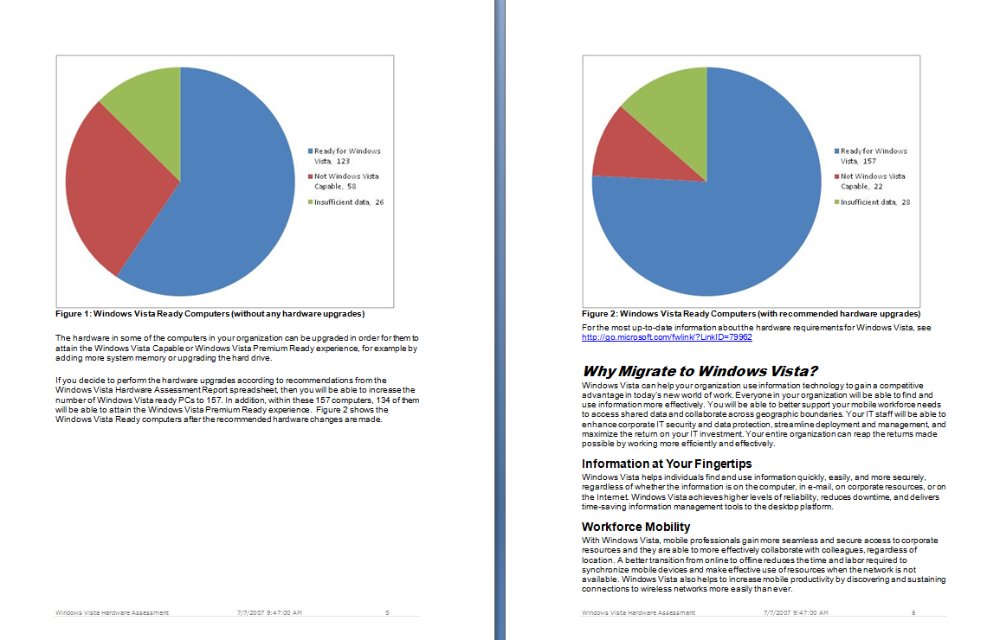 Ready for Windows
Vista, 123
Not Windows Vista
Capable, 58
Insufficient data, 26
Figure 1: Windows Vista Ready Computers (without any hardware upgrades)
The hardware in some of the computers in your organization can be upgraded in order for them to
attain the Windows Vista Capable or Windows Vista Premium Ready experience, for example by
adding more system memory or upgrading the hard drive.
If you decide to perform the hardware upgrades according to recommendations from the
Windows Vista Hardware Assessment Report spreadsheet, then you will be able to increase the
number of Windows Vista ready PCs to 157. In addition, within these 157 computers, 134 of them
will be able to attain the Windows Vista Premium Ready experience. Figure 2 shows the
Windows Vista Ready computers after the recommended hardware changes are made.
Windows Vista Hardware Assessment 7/7/2007 9:47:00 AM 5
Ready for Windows
Vista, 157
Not Windows Vista
Capable, 22
Insufficient data, 28
Figure 2: Windows Vista Ready Computers (with recommended hardware upgrades)
For the most up-to-date information about the hardware requirements for Windows Vista, see
http://go.microsoft.com/fwlink/?LinkID=79962
Why Migrate to Windows Vista?
Windows Vista can help your organization use information technology to gain a competitive
advantage in today's new world of work. Everyone in your organization will be able to find and
use information more effectively. You will be able to better support your mobile workforce needs
to access shared data and collaborate across geographic boundaries. Your IT staff will be able to
enhance corporate IT security and data protection, streamline deployment and management, and
maximize the return on your IT investment. Your entire organization can reap the returns made
possible by working more efficiently and effectively.
Information at Your Fingertips
Windows Vista helps individuals find and use information quickly, easily, and more securely,
regardless of whether the information is on the computer, in e-mail, on corporate resources, or on
the Internet. Windows Vista achieves higher levels of reliability, reduces downtime, and delivers
time-saving information management tools to the desktop platform.
Workforce Mobility
With Windows Vista, mobile professionals gain more seamless and secure access to corporate
resources and they are able to more effectively collaborate with colleagues, regardless of
location. A better transition from online to offline reduces the time and labor required to
synchronize mobile devices and make effective use of resources when the network is not
available. Windows Vista also helps to increase mobile productivity by discovering and sustaining
connections to wireless networks more easily than ever.
Windows Vista Hardware Assessment 7/7/2007 9:47:00 AM 6